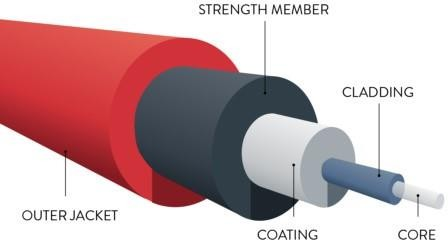 STRENGTH MEMBER
CLADDING
OUTER JACKET
COATING
CORE